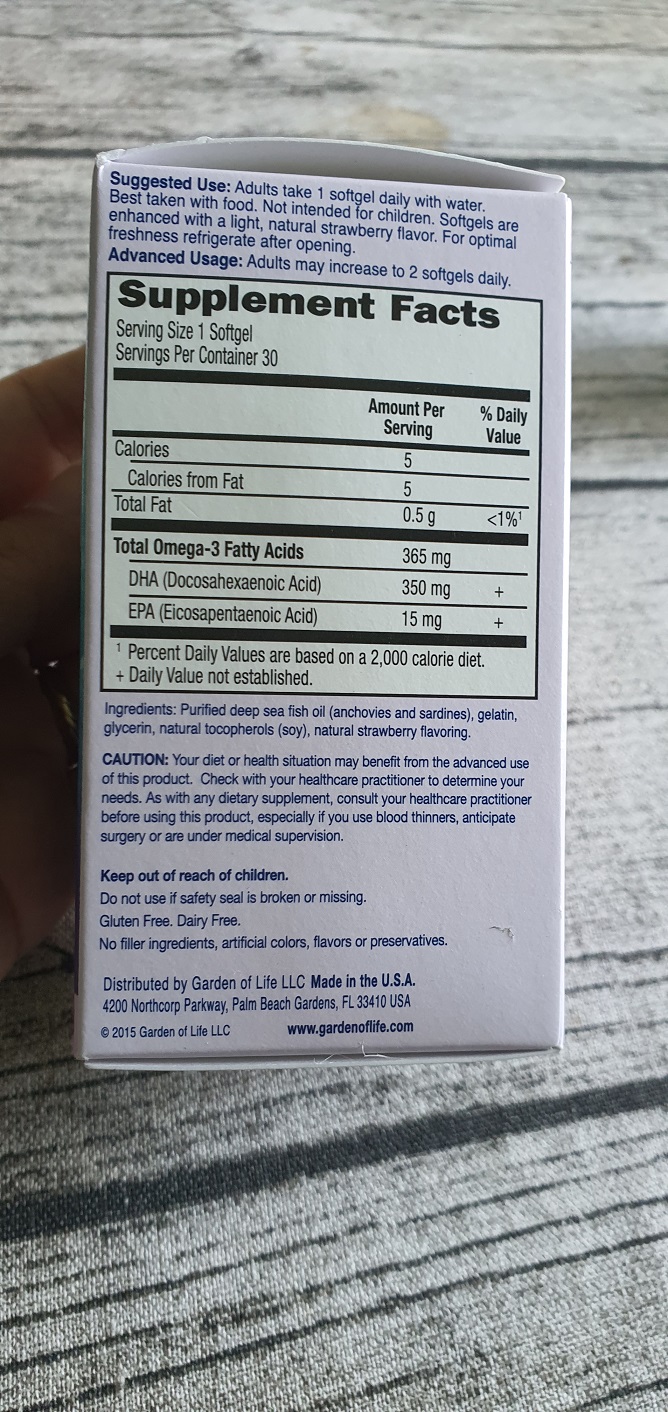 Suggested Use: Adults take 1 softgel daily with water.
Best taken with food. Not intended for children. Softgels are
enhanced with a light, natural strawberry flavor. For optimal
freshness refrigerate after opening.
Advanced Usage: Adults may increase to 2 softgels daily.
Supplement Facts
Serving Size 1 Softgel
Servings Per Container 30
Amount Per Serving % Daily Value
Calories 5
Calories from Fat 5
Total Fat 0.5 g <1%¹
Total Omega-3 Fatty Acids 365 mg
DHA (Docosahexaenoic Acid) 350 mg +
EPA (Eicosapentaenoic Acid) 15 mg +
¹ Percent Daily Values are based on a 2,000 calorie diet.
+ Daily Value not established.
Ingredients: Purified deep sea fish oil (anchovies and sardines), gelatin,
glycerin, natural tocopherols (soy), natural strawberry flavoring.
CAUTION: Your diet or health situation may benefit from the advanced use
of this product. Check with your healthcare practitioner to determine your
needs. As with any dietary supplement, consult your healthcare practitioner
before using this product, especially if you use blood thinners, anticipate
surgery or are under medical supervision.
Keep out of reach of children.
Do not use if safety seal is broken or missing.
Gluten Free. Dairy Free.
No filler ingredients, artificial colors, flavors or preservatives.
Distributed by Garden of Life LLC Made in the U.S.A.
4200 Northcorp Parkway, Palm Beach Gardens, FL 33410 USA
© 2015 Garden of Life LLC www.gardenoflife.com